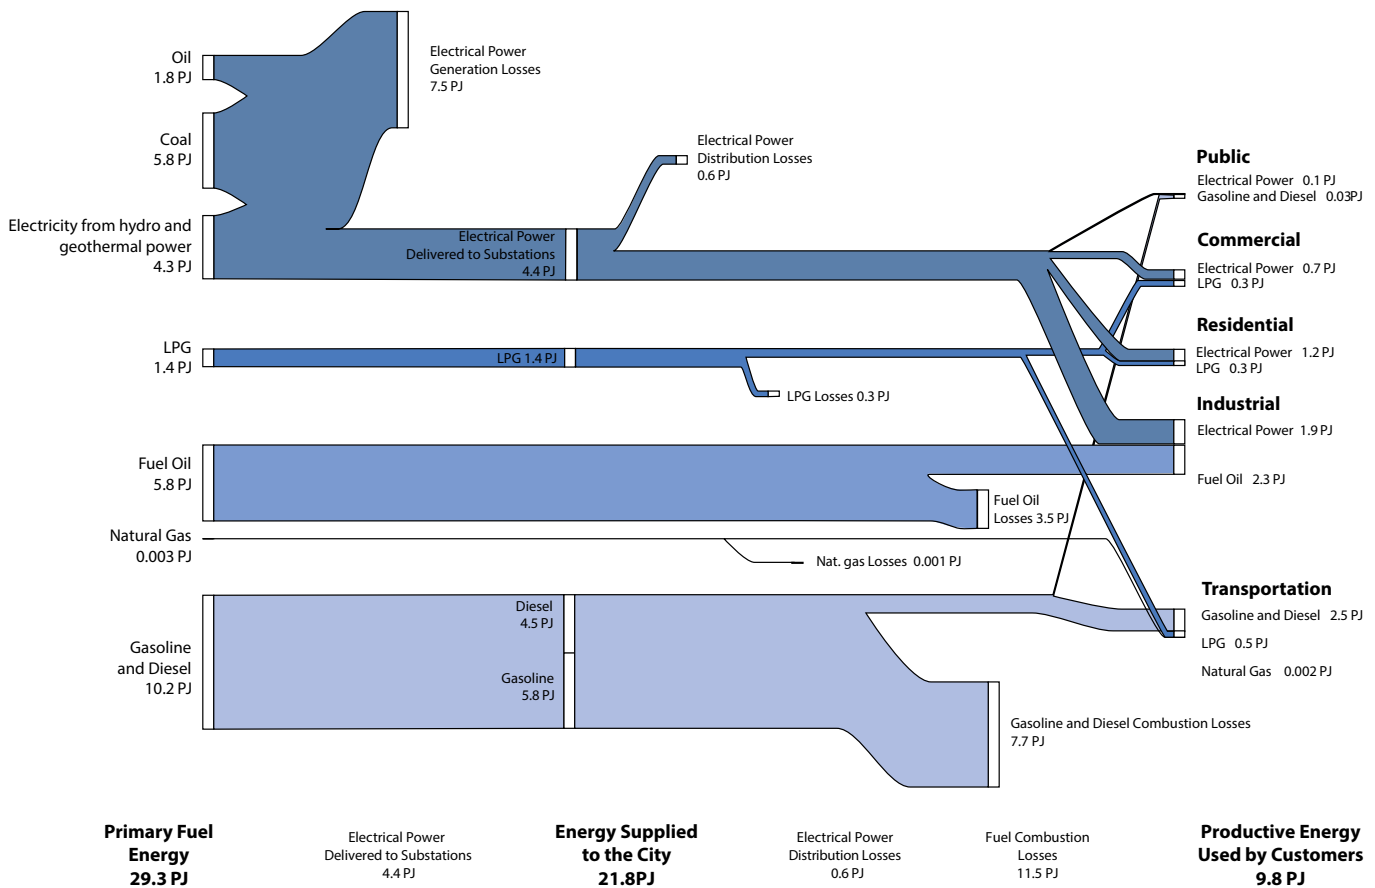 Oil
1.8 PJ
Coal
5.8 PJ
Electricity from hydro and
geothermal power
4.3 PJ
LPG
1.4 PJ
Fuel Oil
5.8 PJ
Natural Gas
0.003 PJ
Gasoline
and Diesel
10.2 PJ
Electrical Power
Generation Losses
7.5 PJ
Electrical Power
Delivered to Substations
4.4 PJ
LPG 1.4 PJ
Diesel
4.5 PJ
Gasoline
5.8 PJ
Electrical Power
Distribution Losses
0.6 PJ
LPG Losses 0.3 PJ
Fuel Oil
Losses 3.5 PJ
Nat. gas Losses 0.001 PJ
Gasoline and Diesel Combustion Losses
7.7 PJ
Public
Electrical Power 0.1 PJ
Gasoline and Diesel 0.03PJ
Commercial
Electrical Power 0.7 PJ
LPG 0.3 PJ
Residential
Electrical Power 1.2 PJ
LPG 0.3 PJ
Industrial
Electrical Power 1.9 PJ
Fuel Oil 2.3 PJ
Transportation
Gasoline and Diesel 2.5 PJ
LPG 0.5 PJ
Natural Gas 0.002 PJ
Primary Fuel
Energy
29.3 PJ
Electrical Power
Delivered to Substations
4.4 PJ
Energy Supplied
to the City
21.8PJ
Electrical Power
Distribution Losses
0.6 PJ
Fuel Combustion
Losses
11.5 PJ
Productive Energy
Used by Customers
9.8 PJ